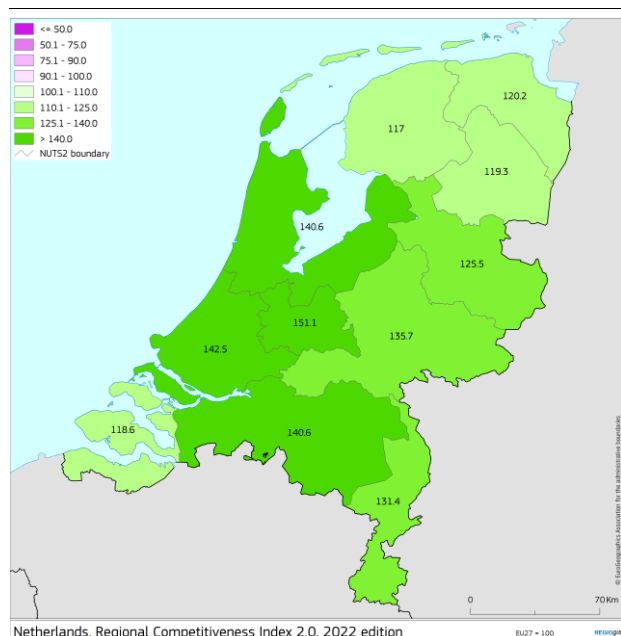 <= 50.0
50.1 - 75.0
75.1 - 90.0
90.1 - 100.0
100.1 - 110.0
110.1 - 125.0
125.1 - 140.0
> 140.0
NUTS2 boundary
120.2
117
119.3
140.6
125.5
151.1
135.7
142.5
118.6
140.6
131.4
0 70 Km
© EuroGeographics Association for the administrative boundaries
Netherlands, Regional Competitiveness Index 2.0, 2022 edition
EU27 = 100